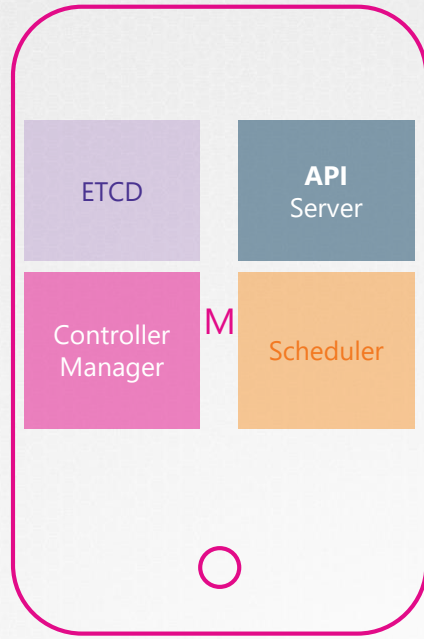 ETCD
API
Server
Controller
Manager
M
Scheduler